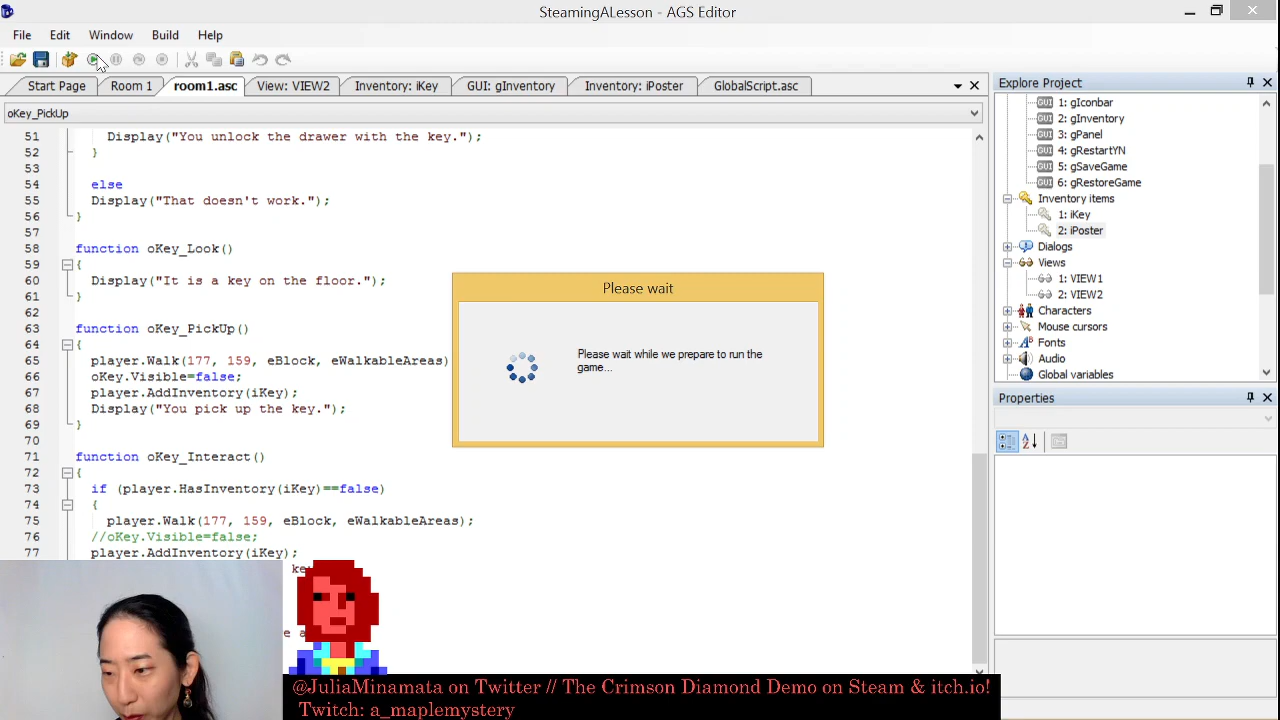 SteamingALesson - AGS Editor
File Edit Window Build Help
Start Page Room 1 room1.asc View: VIEW2 Inventory: iKey GUI: gInventory Inventory: iPoster GlobalScript.asc
oKey_PickUp
51 Display("You unlock the drawer with the key.");
52 }
53
54 else
55 Display("That doesn't work.");
56 }
57
58 function oKey_Look()
59 {
60 Display("It is a key on the floor.");
61 }
62
63 function oKey_PickUp()
64 {
65 player.Walk(177, 159, eBlock, eWalkableAreas)
66 oKey.Visible=false;
67 player.AddInventory(iKey);
68 Display("You pick up the key.");
69 }
70
71 function oKey_Interact()
72 {
73 if (player.HasInventory(iKey)==false)
74 {
75 player.Walk(177, 159, eBlock, eWalkableAreas);
76 //oKey.Visible=false;
77 player.AddInventory(iKey);
Please wait
Please wait while we prepare to run the
game...
Explore Project
GUI 1: gIconbar
GUI 2: gInventory
GUI 3: gPanel
GUI 4: gRestartYN
GUI 5: gSaveGame
GUI 6: gRestoreGame
Inventory items
1: iKey
2: iPoster
Dialogs
Views
1: VIEW1
2: VIEW2
Characters
Mouse cursors
Fonts
Audio
Global variables
Properties
@JuliaMinamata on Twitter // The Crimson Diamond Demo on Steam & itch.io!
Twitch: a_maplemystery